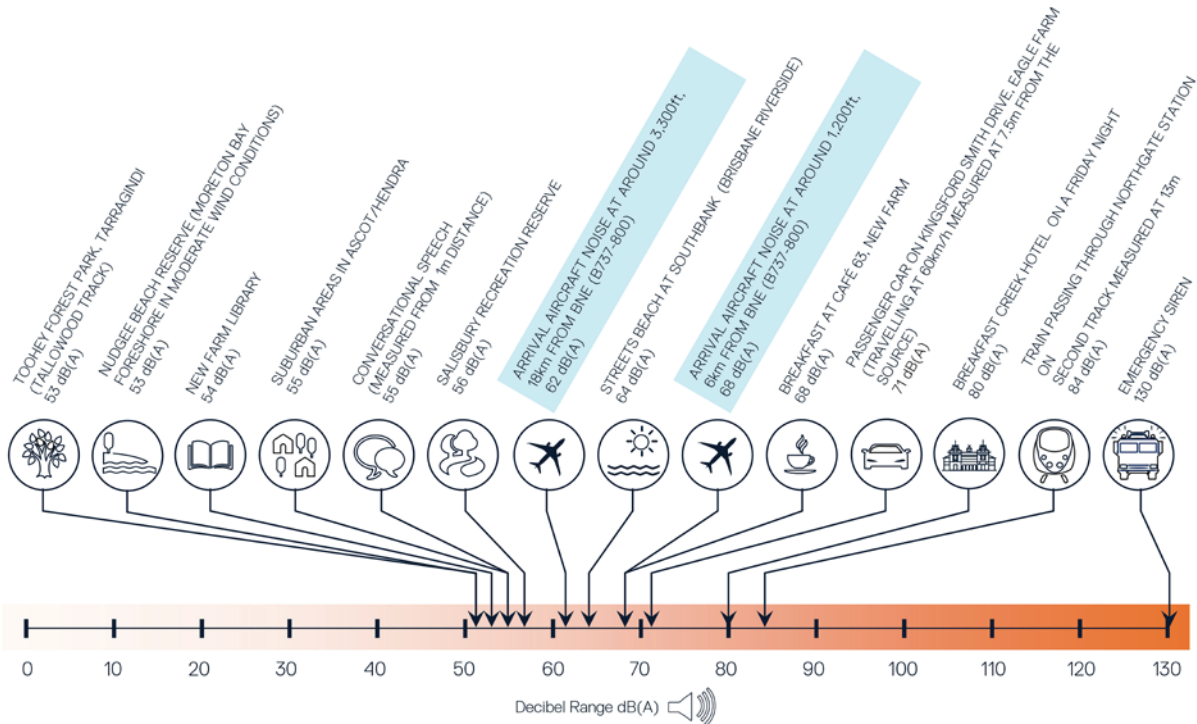 TOOHEY FOREST PARK, TARRAGINDI
(TALLOWOOD TRACK)
53 dB(A)
NUDGEE BEACH RESERVE (MORETON BAY
FORESHORE IN MODERATE WIND CONDITIONS)
53 dB(A)
NEW FARM LIBRARY
54 dB(A)
SUBURBAN AREAS IN ASCOT/HENDRA
55 dB(A)
CONVERSATIONAL SPEECH
(MEASURED FROM 1m DISTANCE)
55 dB(A)
SALISBURY RECREATION RESERVE
56 dB(A)
ARRIVAL AIRCRAFT NOISE AT AROUND 3,300ft,
18km FROM BNE (B737-800)
62 dB(A)
STREETS BEACH AT SOUTHBANK (BRISBANE RIVERSIDE)
64 dB(A)
ARRIVAL AIRCRAFT NOISE AT AROUND 1,200ft,
6km FROM BNE (B737-800)
68 dB(A)
BREAKFAST AT CAFÉ 63, NEW FARM
68 dB(A)
PASSENGER CAR ON KINGSFORD SMITH DRIVE, EAGLE FARM
(TRAVELLING AT 60km/h MEASURED AT 7.5m FROM THE
SOURCE)
71 dB(A)
BREAKFAST CREEK HOTEL ON A FRIDAY NIGHT
80 dB(A)
TRAIN PASSING THROUGH NORTHGATE STATION
ON
SECOND TRACK MEASURED AT 13m
84 dB(A)
EMERGENCY SIREN
130 dB(A)
0 10 20 30 40 50 60 70 80 90 100 110 120 130
Decibel Range dB(A)